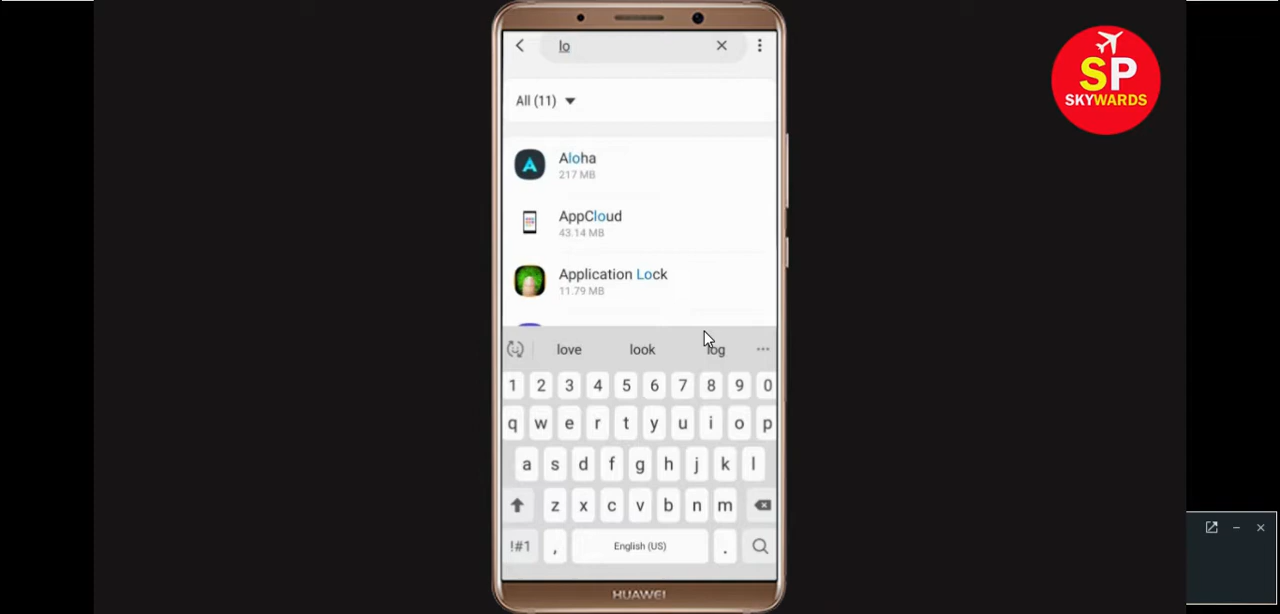 lo
SP
SKYWARDS
All (11)
Aloha
217 MB
AppCloud
43.14 MB
Application Lock
11.79 MB
love look log
1 2 3 4 5 6 7 8 9 0
q w e r t y u i o p
a s d f g h j k l
z x c v b n m
!#1 , English (US) .
HUAWEI